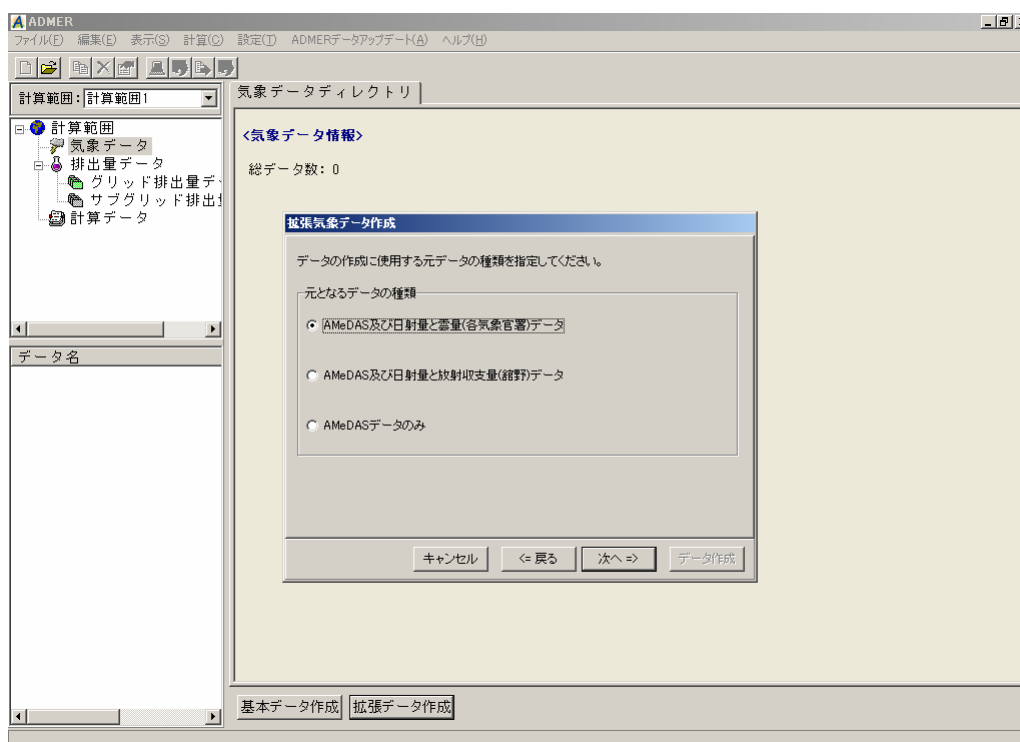 ADMER
ファイル(F) 編集(E) 表示(S) 計算(C) 設定(T) ADMERデータアップデート(A) ヘルプ(H)
計算範囲：計算範囲1
気象データディレクトリ
計算範囲
気象データ
排出量データ
グリッド排出量デ
サブグリッド排出
計算データ
データ名
<気象データ情報>
総データ数：0
拡張気象データ作成
データの作成に使用する元データの種類を指定してください。
元となるデータの種類
AMeDAS及び日射量と雲量(各気象官署)データ
AMeDAS及び日射量と放射収支量(館野)データ
AMeDASデータのみ
キャンセル <= 戻る 次へ => データ作成
基本データ作成 拡張データ作成